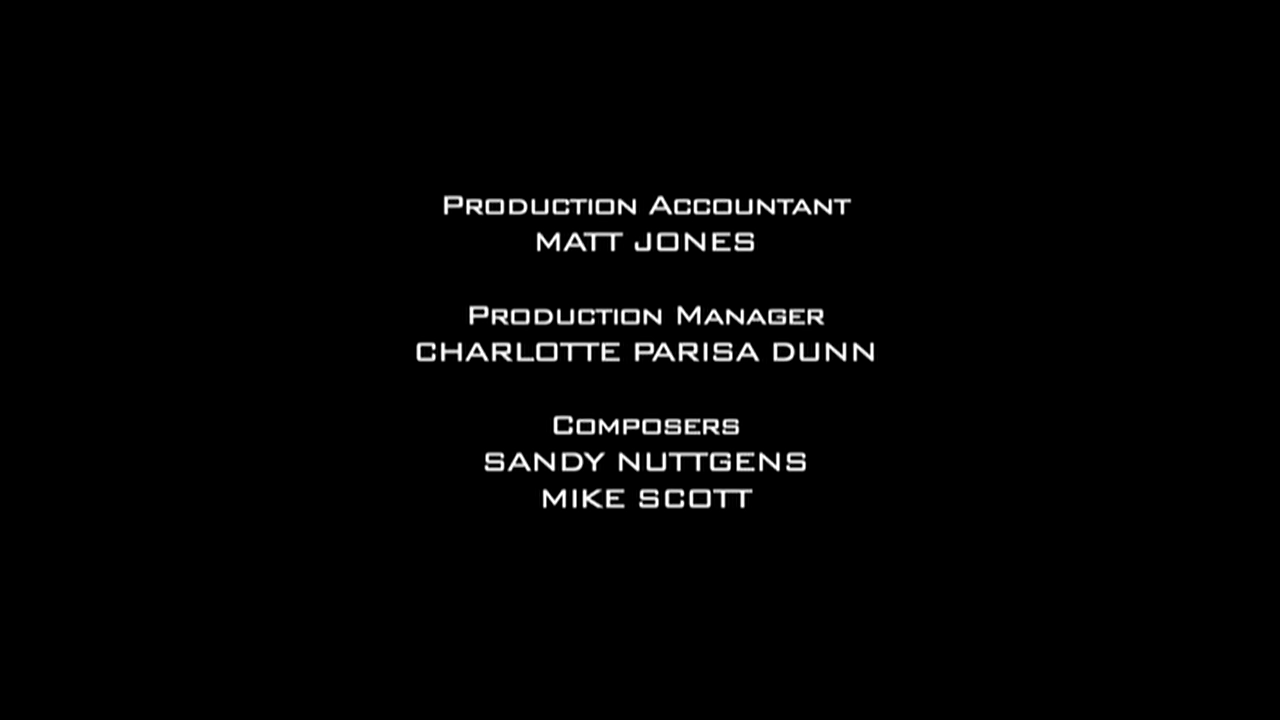 Production Accountant
MATT JONES
Production Manager
CHARLOTTE PARISA DUNN
Composers
SANDY NUTTGENS
MIKE SCOTT